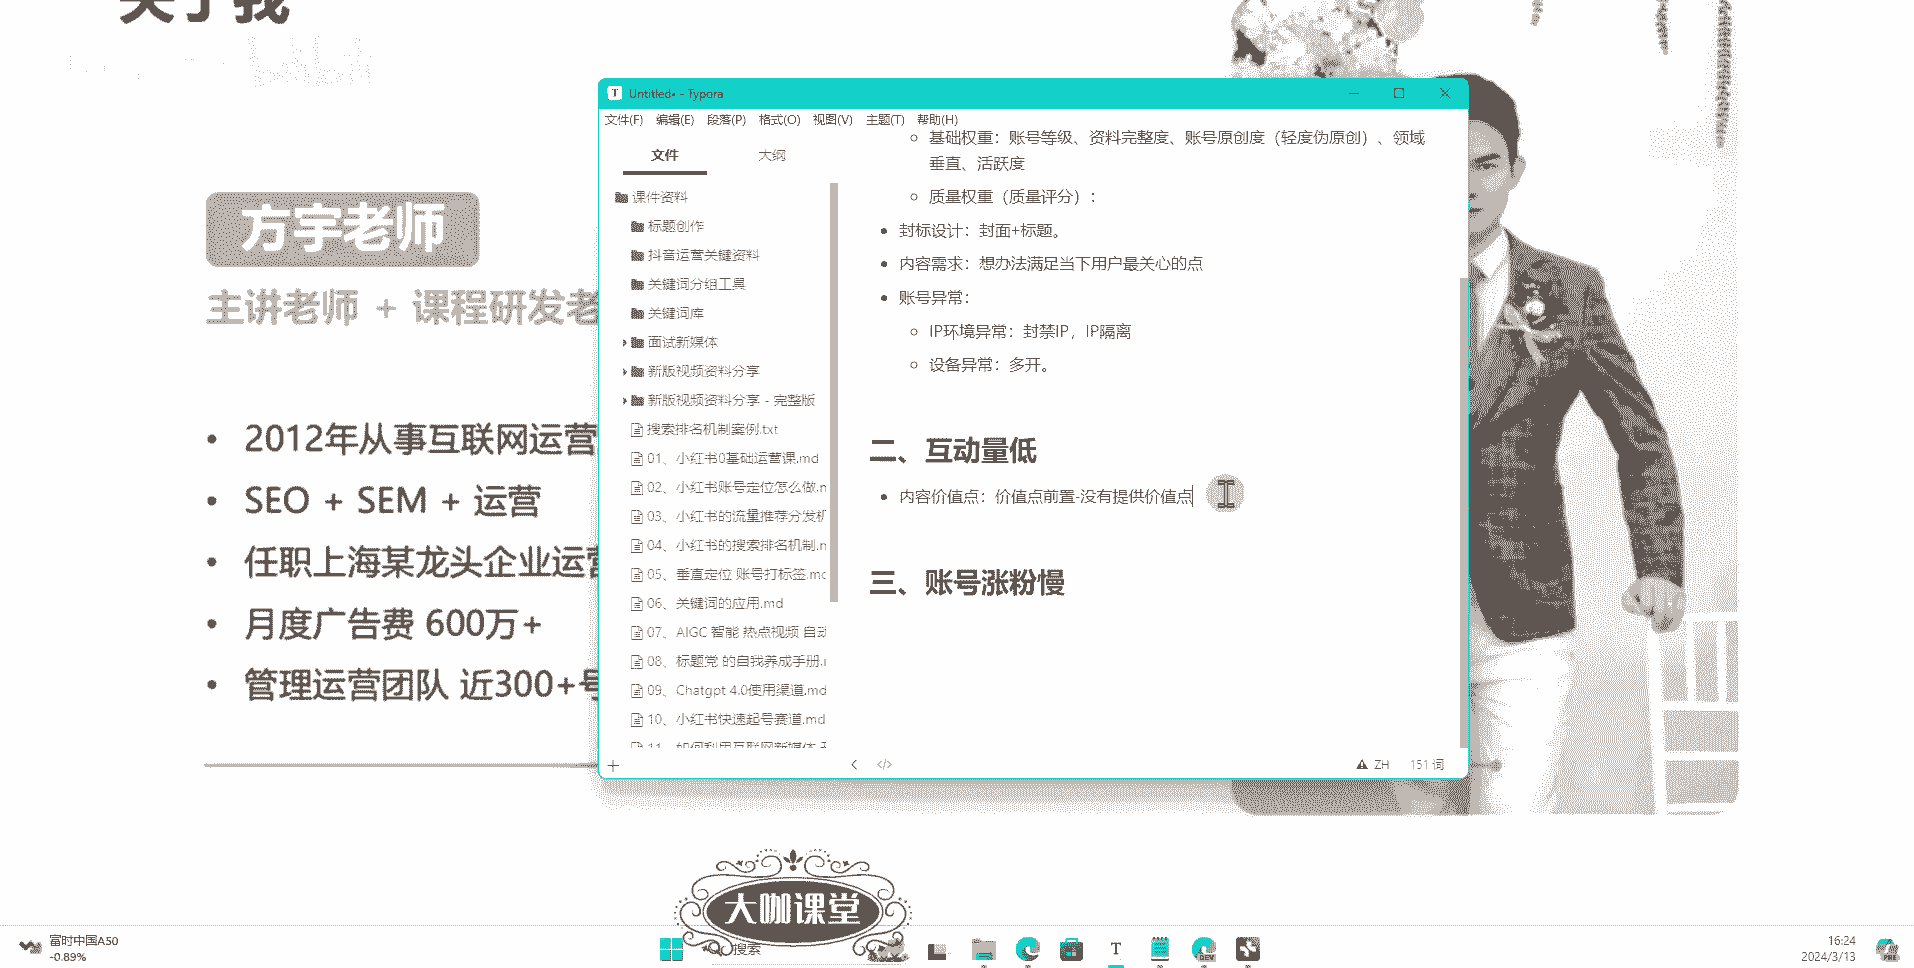 关于我
方宇老师
主讲老师 + 课程研发老
2012年从事互联网运营
SEO + SEM + 运营
任职上海某龙头企业运营
月度广告费 600万+
管理运营团队 近300+号
Untitled• - Typora
文件(F) 编辑(E) 段落(P) 格式(O) 视图(V) 主题(T) 帮助(H)
文件 大纲
课件资料
标题创作
抖音运营关键资料
关键词分组工具
关键词库
面试新媒体
新版视频资料分享
新版视频资料分享 - 完整版
搜索排名机制案例.txt
01、小红书0基础运营课.md
02、小红书账号定位怎么做.m
03、小红书的流量推荐分发机
04、小红书的搜索排名机制.m
05、垂直定位 账号打标签.md
06、关键词的应用.md
07、AIGC 智能 热点视频 自动
08、标题党 的自我养成手册.m
09、Chatgpt 4.0使用渠道.md
10、小红书快速起号赛道.md
11、如何利用互联网新媒体
基础权重：账号等级、资料完整度、账号原创度（轻度伪原创）、领域
垂直、活跃度
质量权重（质量评分）：
封标设计：封面+标题。
内容需求：想办法满足当下用户最关心的点
账号异常：
IP环境异常：封禁IP，IP隔离
设备异常：多开。
二、互动量低
内容价值点：价值点前置-没有提供价值点
三、账号涨粉慢
ZH 151 词
大咖课堂
富时中国A50
-0.89%
搜索
T
DEV
16:24
2024/3/13
PRE